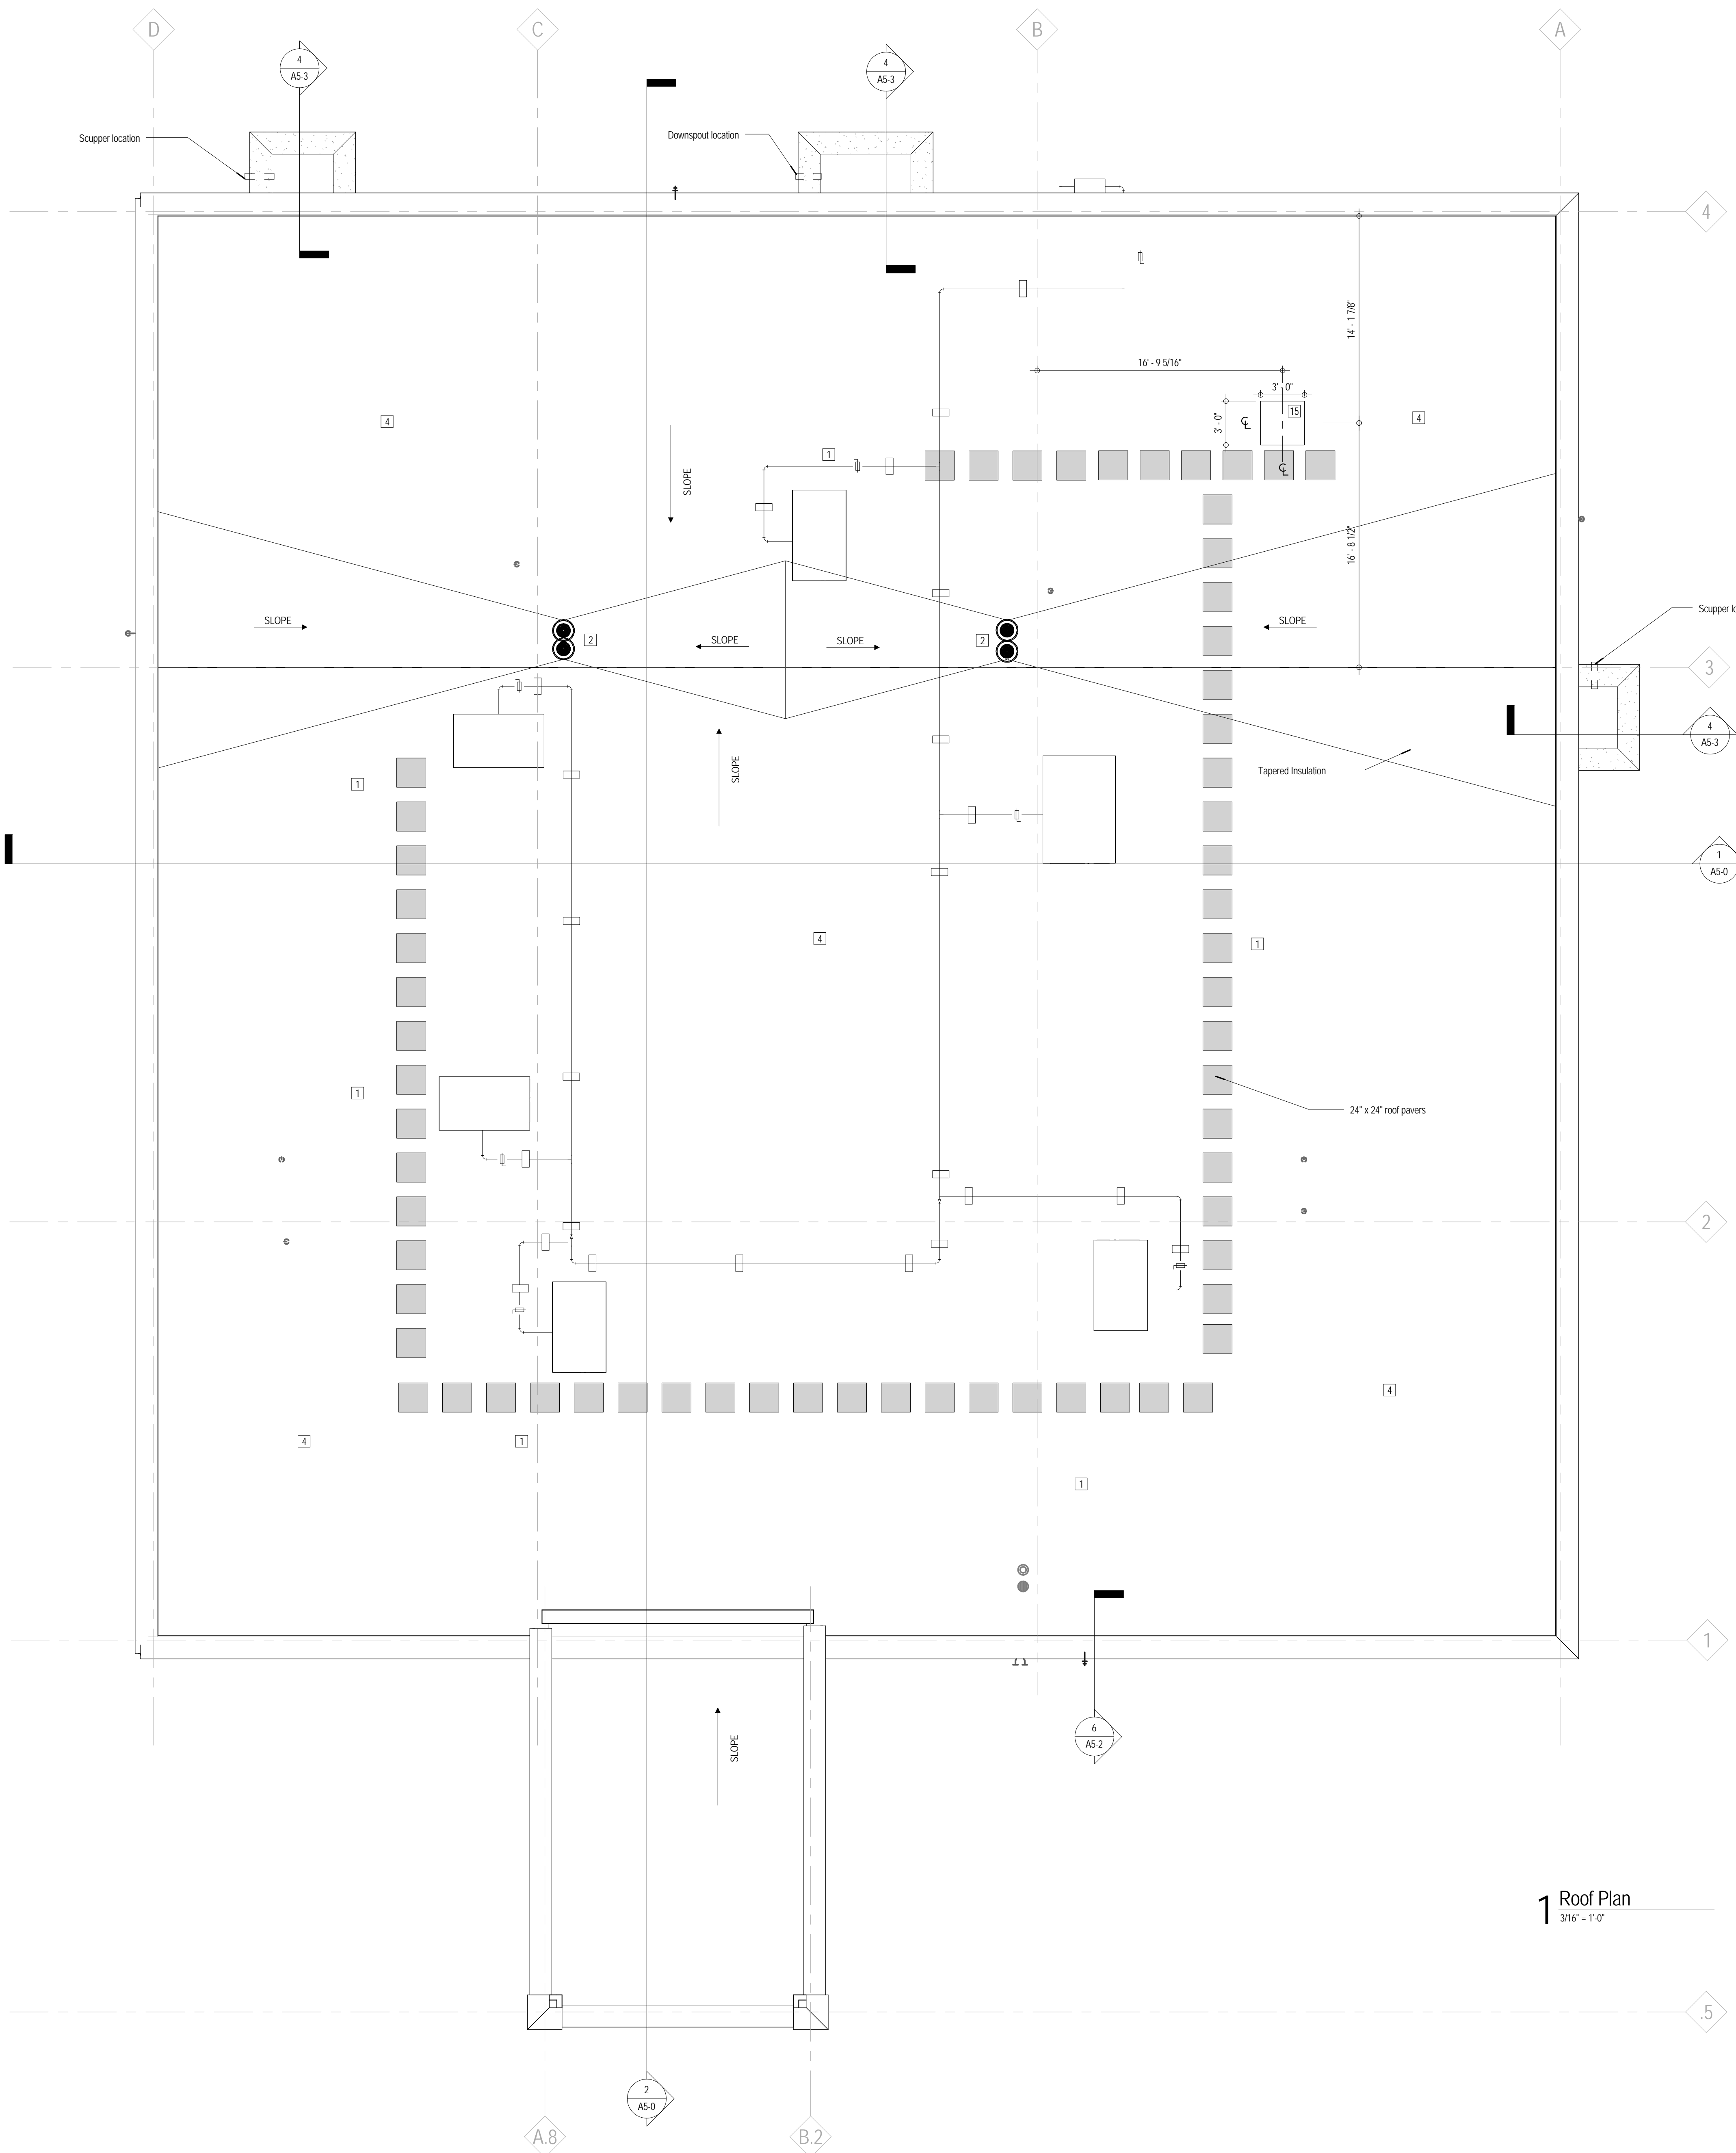 D
C
B
A
4
A5-3
4
A5-3
Scupper location
Downspout location
4
14' - 1 7/8"
16' - 9 5/16"
3' - 0"
15
3' - 0"
4
4
1
SLOPE
16' - 8 1/2"
SLOPE
2
SLOPE
SLOPE
2
SLOPE
Scupper lo
3
4
A5-3
Tapered Insulation
SLOPE
1
1
A5-0
4
1
1
24" x 24" roof pavers
2
4
4
1
1
1
6
A5-2
SLOPE
1
Roof Plan
3/16" = 1'-0"
.5
2
A5-0
A.8
B.2